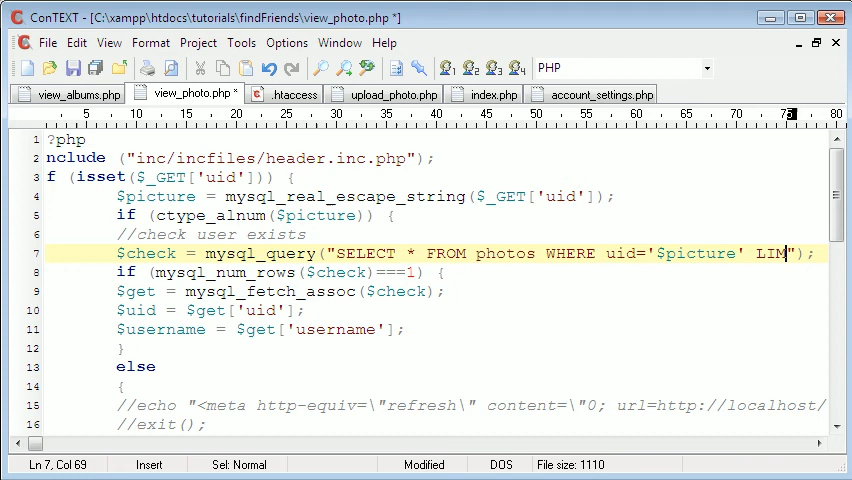 ConTEXT - [C:\xampp\htdocs\tutorials\findFriends\view_photo.php *]
File Edit View Format Project Tools Options Window Help
1 2 3 4 PHP
view_albums.php view_photo.php * .htaccess upload_photo.php index.php account_settings.php
5 10 15 20 25 30 35 40 45 50 55 60 65 70 75 80
1 ?php
2 nclude ("inc/incfiles/header.inc.php");
3 f (isset($_GET['uid'])) {
4 $picture = mysql_real_escape_string($_GET['uid']);
5 if (ctype_alnum($picture)) {
6 //check user exists
7 $check = mysql_query("SELECT * FROM photos WHERE uid='$picture' LIM");
8 if (mysql_num_rows($check)===1) {
9 $get = mysql_fetch_assoc($check);
10 $uid = $get['uid'];
11 $username = $get['username'];
12 }
13 else
14 {
15 //echo "<meta http-equiv=\"refresh\" content=\"0; url=http://localhost/
16 //exit();
Ln 7, Col 69 Insert Sel: Normal Modified DOS File size: 1110